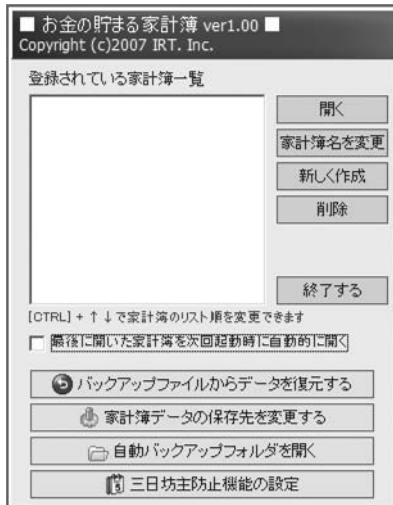 ■ お金の貯まる家計簿 ver1.00 ■
Copyright (c)2007 IRT. Inc.
登録されている家計簿一覧
開く
家計簿名を変更
新しく作成
削除
終了する
[CTRL] + ↑ ↓ で家計簿のリスト順を変更できます
最後に開いた家計簿を次回起動時に自動的に開く
バックアップファイルからデータを復元する
家計簿データの保存先を変更する
自動バックアップフォルダを開く
三日坊主防止機能の設定